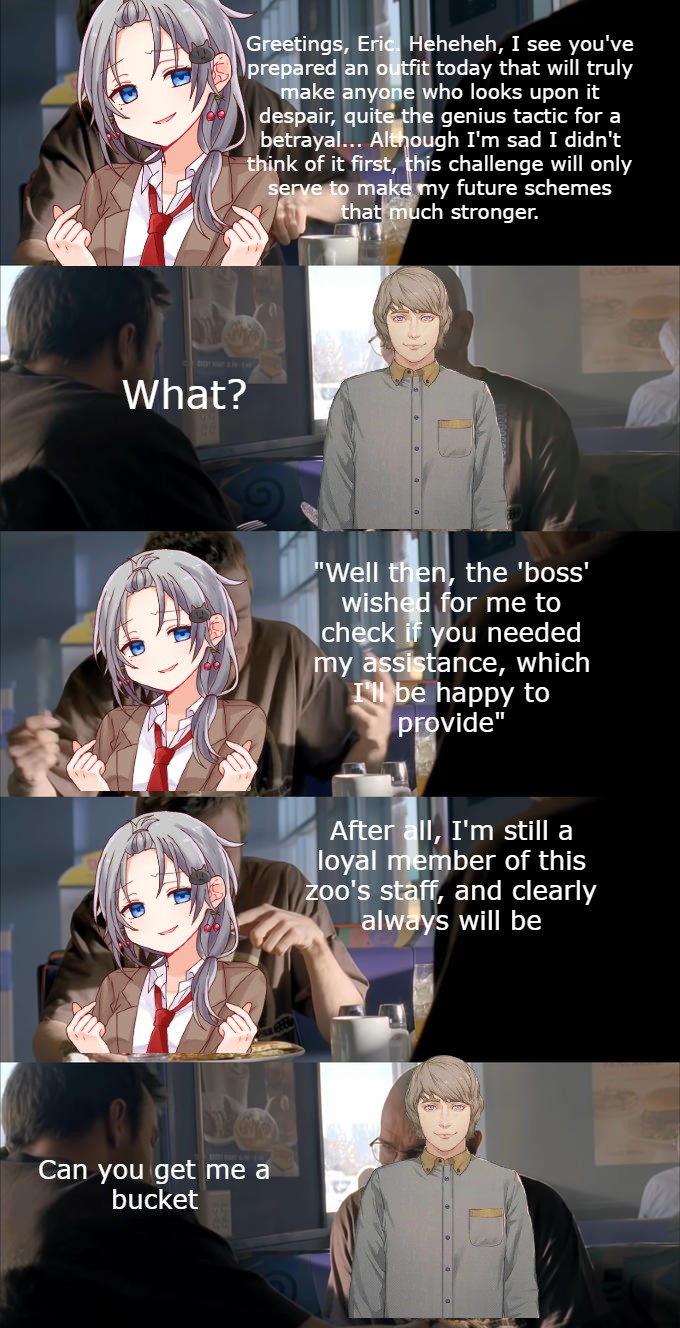 Greetings, Eric. Heheheh, I see you've
prepared an outfit today that will truly
make anyone who looks upon it
despair, quite the genius tactic for a
betrayal... Although I'm sad I didn't
think of it first, this challenge will only
serve to make my future schemes
that much stronger.
PANCAKES
What?
"Well then, the 'boss'
wished for me to
check if you needed
my assistance, which
I'll be happy to
provide"
After all, I'm still a
loyal member of this
zoo's staff, and clearly
always will be
Can you get me a
bucket